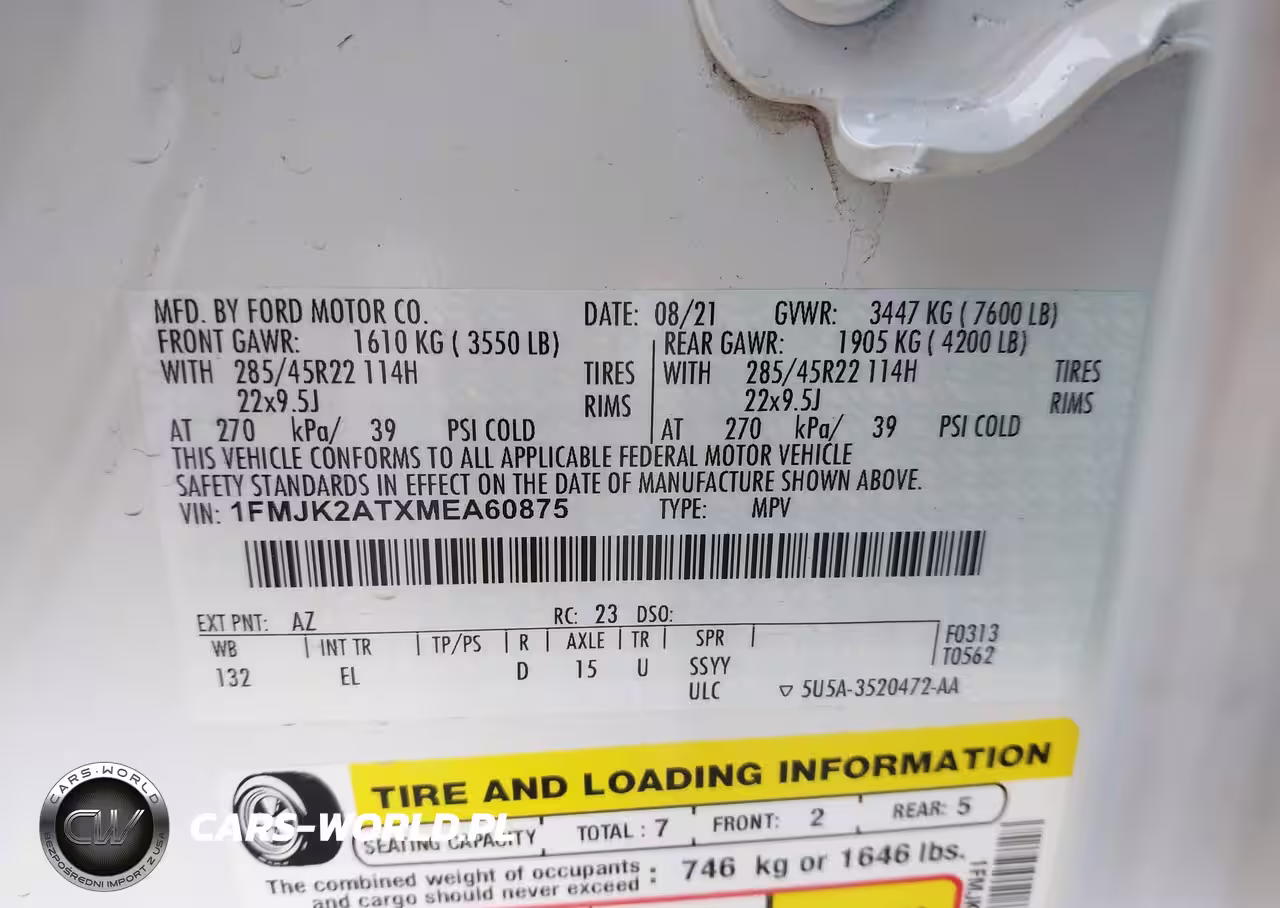 MFD. BY FORD MOTOR CO. DATE: 08/21 GVWR: 3447 KG ( 7600 LB)
FRONT GAWR: 1610 KG ( 3550 LB) REAR GAWR: 1905 KG ( 4200 LB)
WITH 285/45R22 114H TIRES WITH 285/45R22 114H TIRES
22x9.5J RIMS 22x9.5J RIMS
AT 270 kPa/ 39 PSI COLD AT 270 kPa/ 39 PSI COLD
THIS VEHICLE CONFORMS TO ALL APPLICABLE FEDERAL MOTOR VEHICLE
SAFETY STANDARDS IN EFFECT ON THE DATE OF MANUFACTURE SHOWN ABOVE.
VIN: 1FMJK2ATXMEA60875 TYPE: MPV
EXT PNT: AZ RC: 23 DSO:
WB INT TR TP/PS R AXLE TR SPR F0313
T0562
132 EL D 15 U SSYY
ULC 5U5A-3520472-AA
TIRE AND LOADING INFORMATION
SEATING CAPACITY TOTAL : 7 FRONT: 2 REAR: 5
The combined weight of occupants and cargo should never exceed : 746 kg or 1646 lbs.
1FMJK
CARS-WORLD
CW
BEZPOŚREDNI IMPORT Z USA
CARS-WORLD.PL